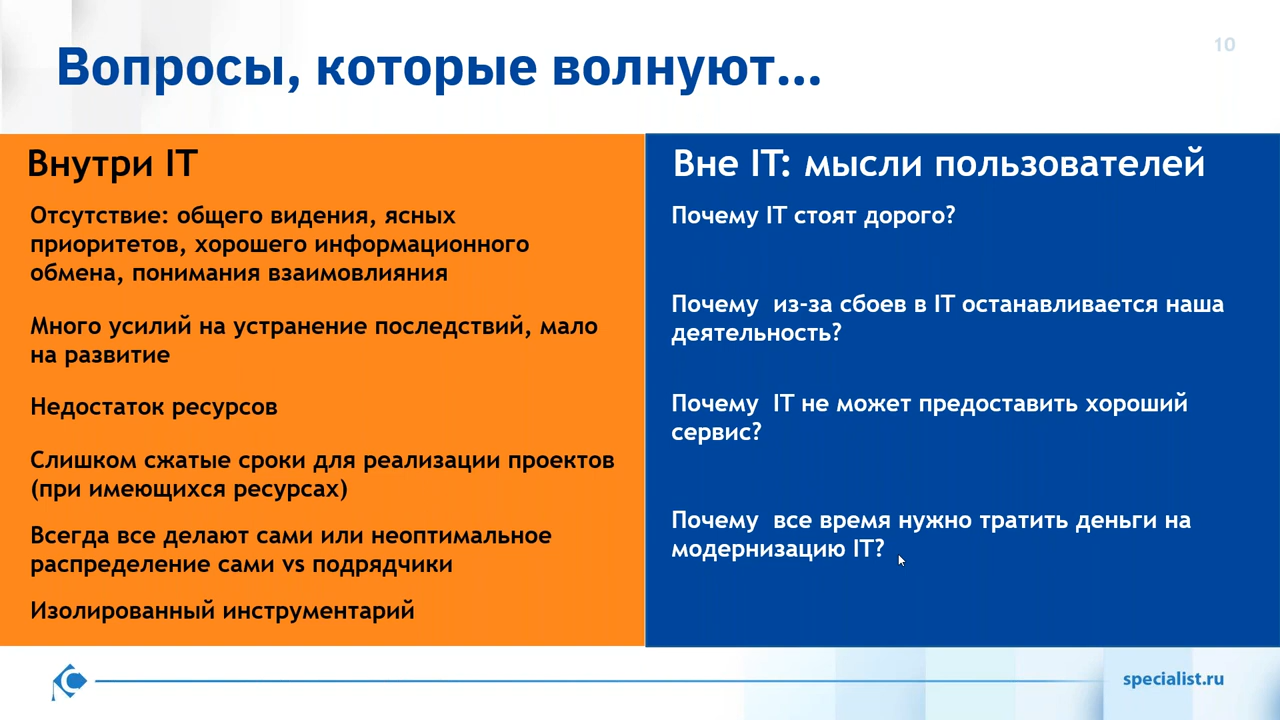 Вопросы, которые волнуют...
10
Внутри IT
Отсутствие: общего видения, ясных
приоритетов, хорошего информационного
обмена, понимания взаимовлияния
Много усилий на устранение последствий, мало
на развитие
Недостаток ресурсов
Слишком сжатые сроки для реализации проектов
(при имеющихся ресурсах)
Всегда все делают сами или неоптимальное
распределение сами vs подрядчики
Изолированный инструментарий
Вне IT: мысли пользователей
Почему IT стоят дорого?
Почему  из-за сбоев в IT останавливается наша
деятельность?
Почему  IT не может предоставить хороший
сервис?
Почему  все время нужно тратить деньги на
модернизацию IT?
specialist.ru